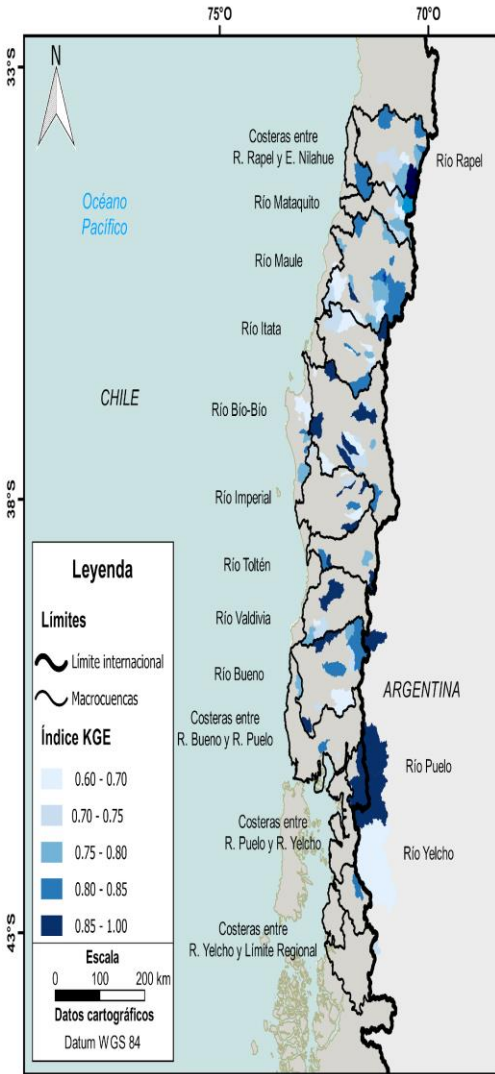 75°O
70°O
33°S
N
Costeras entre
R. Rapel y E. Nilahue
Río Rapel
Río Mataquito
Océano
Pacífico
Río Maule
Río Itata
CHILE
Río Bío-Bío
38°S
Río Imperial
Río Toltén
Río Valdivia
Río Bueno
ARGENTINA
Costeras entre
R. Bueno y R. Puelo
Río Puelo
Costeras entre
R. Puelo y R. Yelcho
Río Yelcho
Costeras entre
R. Yelcho y Límite Regional
43°S
Leyenda
Límites
Límite internacional
Macrocuencas
Índice KGE
0.60 - 0.70
0.70 - 0.75
0.75 - 0.80
0.80 - 0.85
0.85 - 1.00
Escala
0 100 200 km
Datos cartográficos
Datum WGS 84